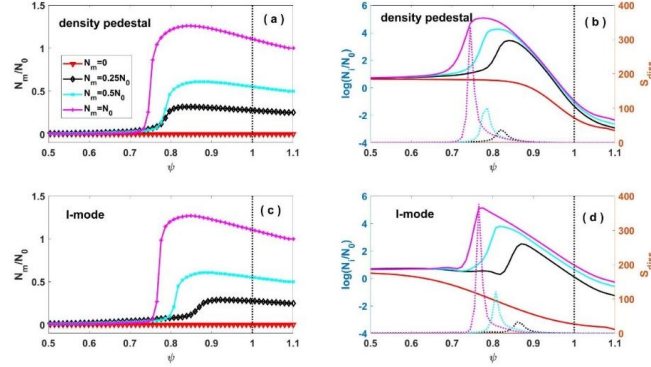 density pedestal
( a )
N_m/N_0
1.5
1
0.5
0
N_m=0
N_m=0.25N_0
N_m=0.5N_0
N_m=N_0
0.5 0.6 0.7 0.8 0.9 1 1.1
ψ
density pedestal
( b )
log(N_i/N_0)
6
4
2
0
-2
-4
400
300
200
100
0
S_diss
0.5 0.6 0.7 0.8 0.9 1 1.1
ψ
I-mode
( c )
N_m/N_0
1.5
1
0.5
0
0.5 0.6 0.7 0.8 0.9 1 1.1
ψ
I-mode
( d )
log(N_i/N_0)
6
4
2
0
-2
-4
400
300
200
100
0
S_diss
0.5 0.6 0.7 0.8 0.9 1 1.1
ψ